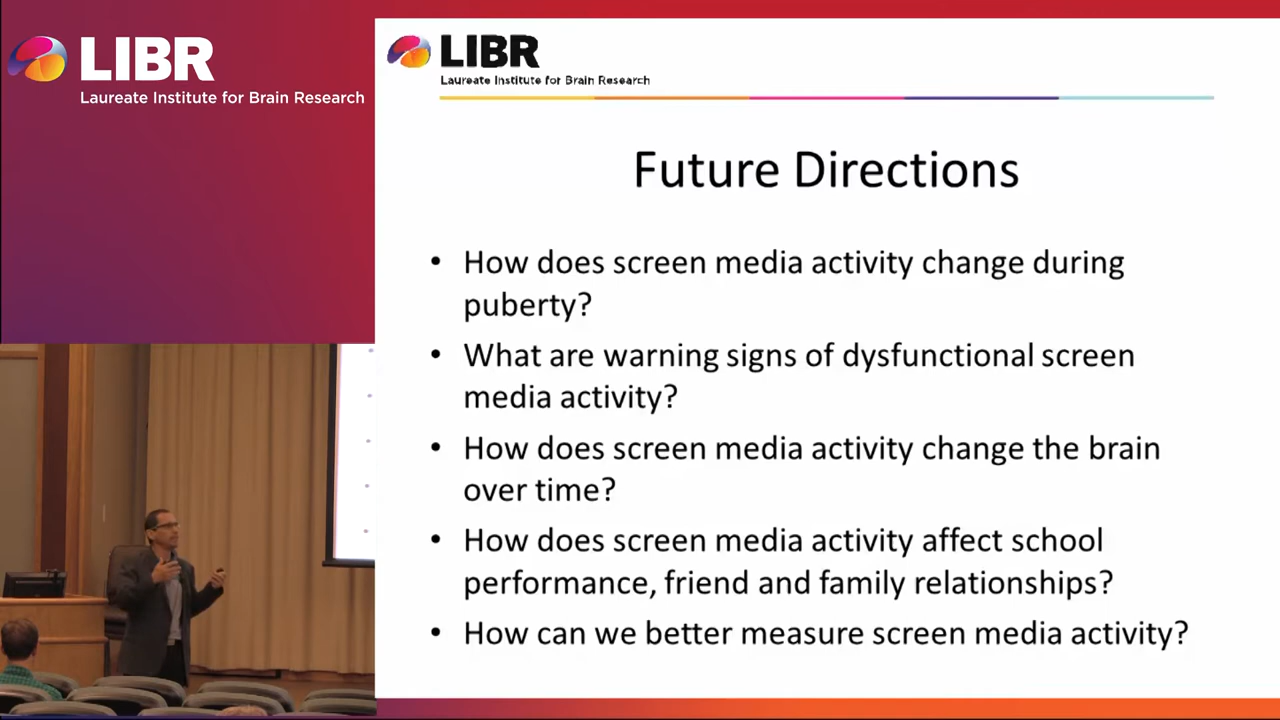 LIBR
Laureate Institute for Brain Research
LIBR
Laureate Institute for Brain Research
Future Directions
• How does screen media activity change during
puberty?
• What are warning signs of dysfunctional screen
media activity?
• How does screen media activity change the brain
over time?
• How does screen media activity affect school
performance, friend and family relationships?
• How can we better measure screen media activity?